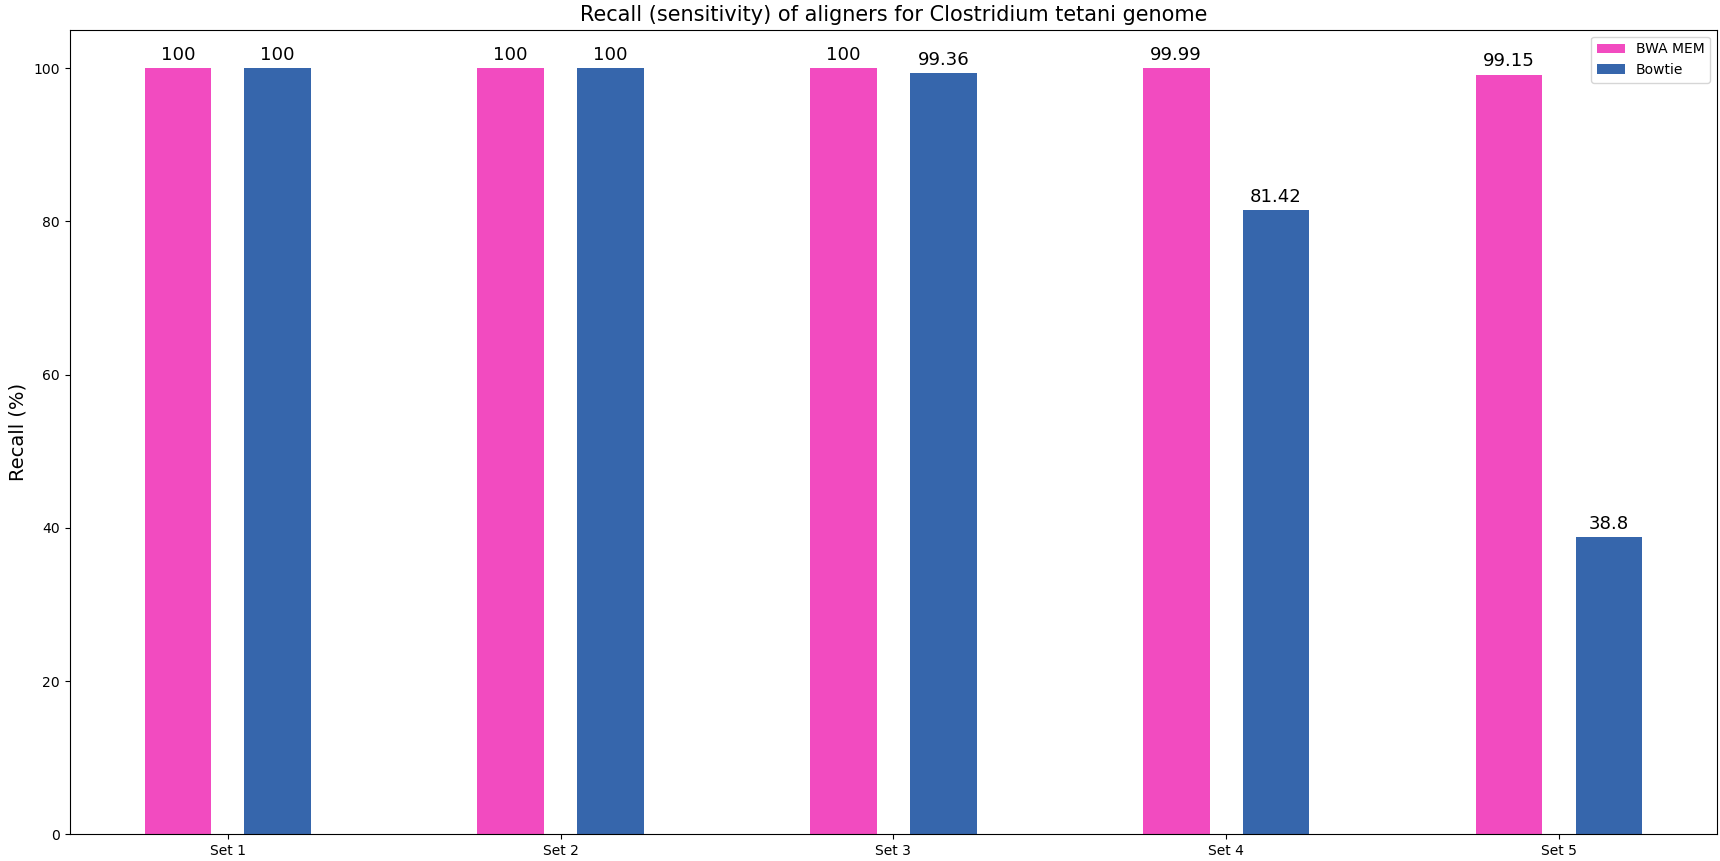 Recall (sensitivity) of aligners for Clostridium tetani genome
BWA MEM
Bowtie
100
100
100
100
100
99.36
99.99
81.42
99.15
38.8
Recall (%)
100
80
60
40
20
0
Set 1
Set 2
Set 3
Set 4
Set 5